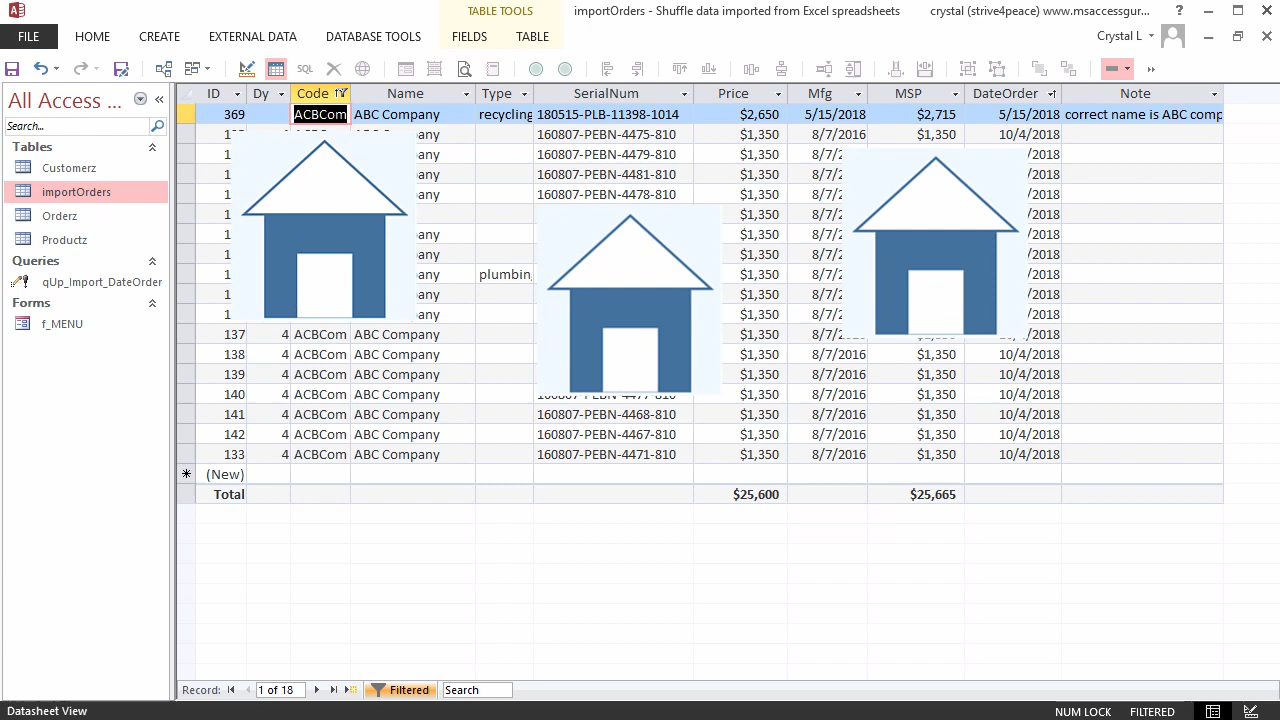 TABLE TOOLS importOrders - Shuffle data imported from Excel spreadsheets crystal (strive4peace) www.msaccessgur... ?
FILE HOME CREATE EXTERNAL DATA DATABASE TOOLS FIELDS TABLE Crystal L
SQL
All Access ... «
Search...
Tables
Customerz
importOrders
Orderz
Productz
Queries
qUp_Import_DateOrder
Forms
f_MENU
ID Dy Code Name Type SerialNum Price Mfg MSP DateOrder Note
369 ACBCom ABC Company recycling 180515-PLB-11398-1014 $2,650 5/15/2018 $2,715 5/15/2018 correct name is ABC comp
160807-PEBN-4475-810 $1,350 8/7/2016 $1,350 10/4/2018
160807-PEBN-4479-810 $1,350
160807-PEBN-4481-810 $1,350
160807-PEBN-4478-810 $1,350
$1,350
$1,350
$1,350
plumbin $1,350
$1,350
$1,350
137 4 ACBCom ABC Company $1,350
138 4 ACBCom ABC Company $1,350 8/7/2016 $1,350 10/4/2018
139 4 ACBCom ABC Company $1,350 8/7/2016 $1,350 10/4/2018
140 4 ACBCom ABC Company $1,350 8/7/2016 $1,350 10/4/2018
141 4 ACBCom ABC Company 160807-PEBN-4468-810 $1,350 8/7/2016 $1,350 10/4/2018
142 4 ACBCom ABC Company 160807-PEBN-4467-810 $1,350 8/7/2016 $1,350 10/4/2018
133 4 ACBCom ABC Company 160807-PEBN-4471-810 $1,350 8/7/2016 $1,350 10/4/2018
* (New)
Total $25,600 $25,665
Record: 1 of 18 Filtered Search
Datasheet View NUM LOCK FILTERED